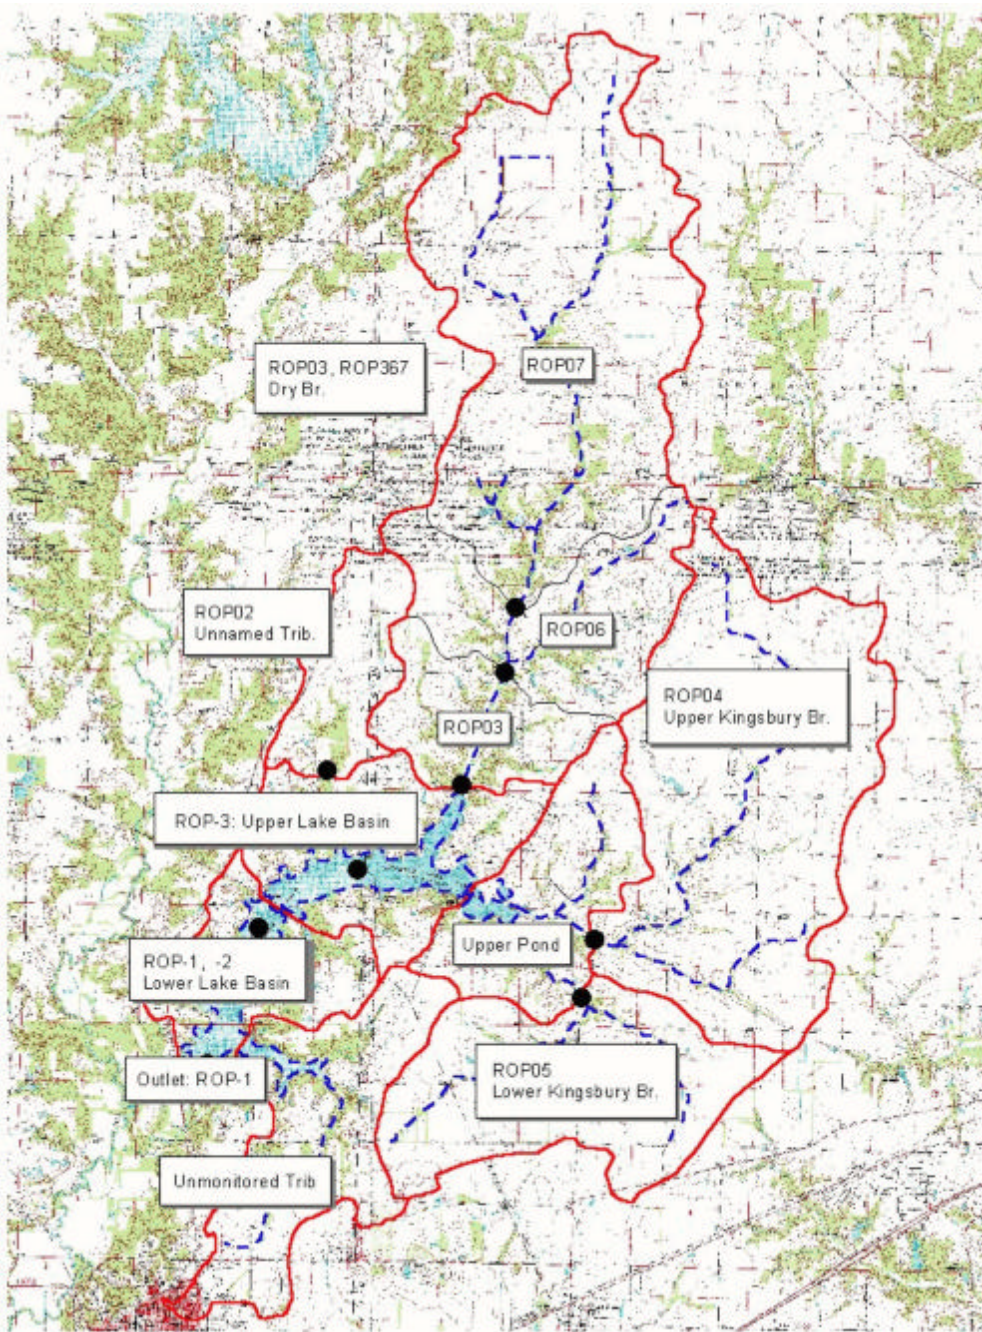 ROP07
ROP03, ROP367
Dry Br.
ROP02
Unnamed Trib.
ROP06
ROP04
Upper Kingsbury Br.
ROP03
ROP-3: Upper Lake Basin
Upper Pond
ROP-1, -2
Lower Lake Basin
ROP05
Lower Kingsbury Br.
Outlet: ROP-1
Unmonitored Trib